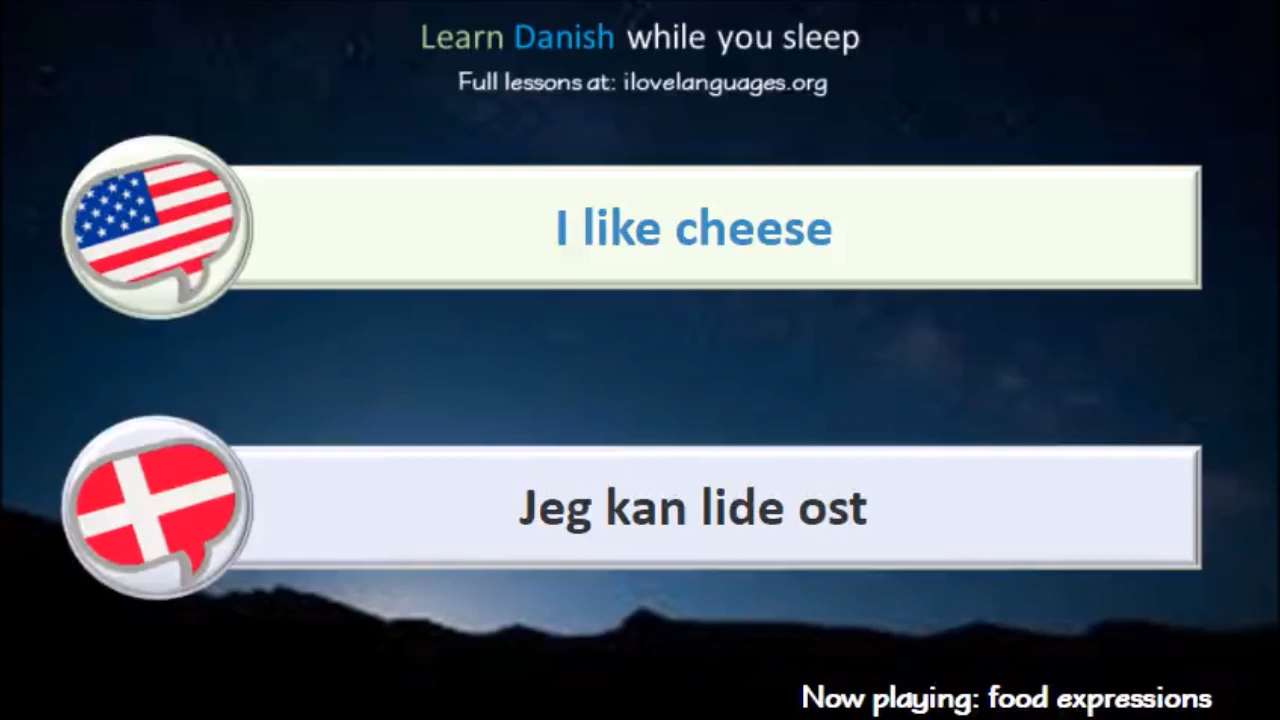 Learn Danish while you sleep
Full lessons at: ilovelanguages.org
I like cheese
Jeg kan lide ost
Now playing: food expressions